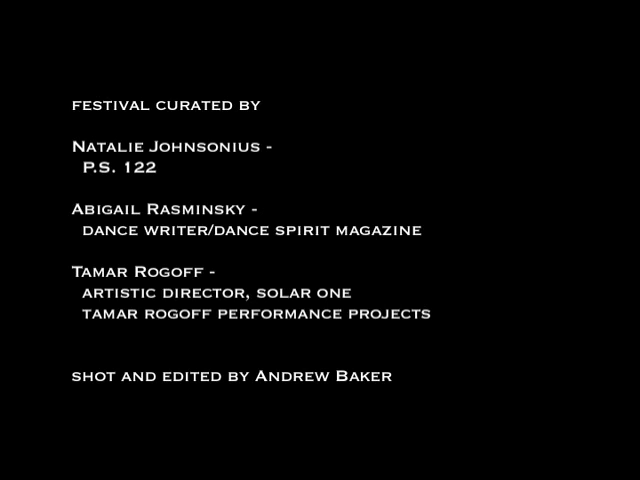 FESTIVAL CURATED BY
NATALIE JOHNSONIUS -
P.S. 122
ABIGAIL RASMINSKY -
DANCE WRITER/DANCE SPIRIT MAGAZINE
TAMAR ROGOFF -
ARTISTIC DIRECTOR, SOLAR ONE
TAMAR ROGOFF PERFORMANCE PROJECTS
SHOT AND EDITED BY ANDREW BAKER